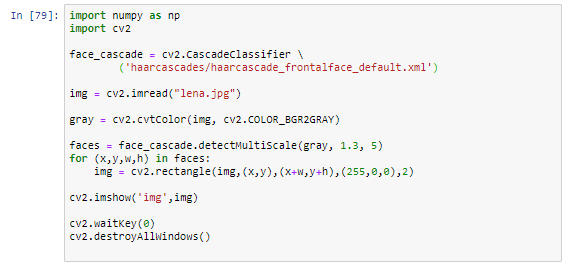 In [79]: import numpy as np
import cv2
face_cascade = cv2.CascadeClassifier \
('haarcascades/haarcascade_frontalface_default.xml')
img = cv2.imread("lena.jpg")
gray = cv2.cvtColor(img, cv2.COLOR_BGR2GRAY)
faces = face_cascade.detectMultiScale(gray, 1.3, 5)
for (x,y,w,h) in faces:
img = cv2.rectangle(img,(x,y),(x+w,y+h),(255,0,0),2)
cv2.imshow('img',img)
cv2.waitKey(0)
cv2.destroyAllWindows()